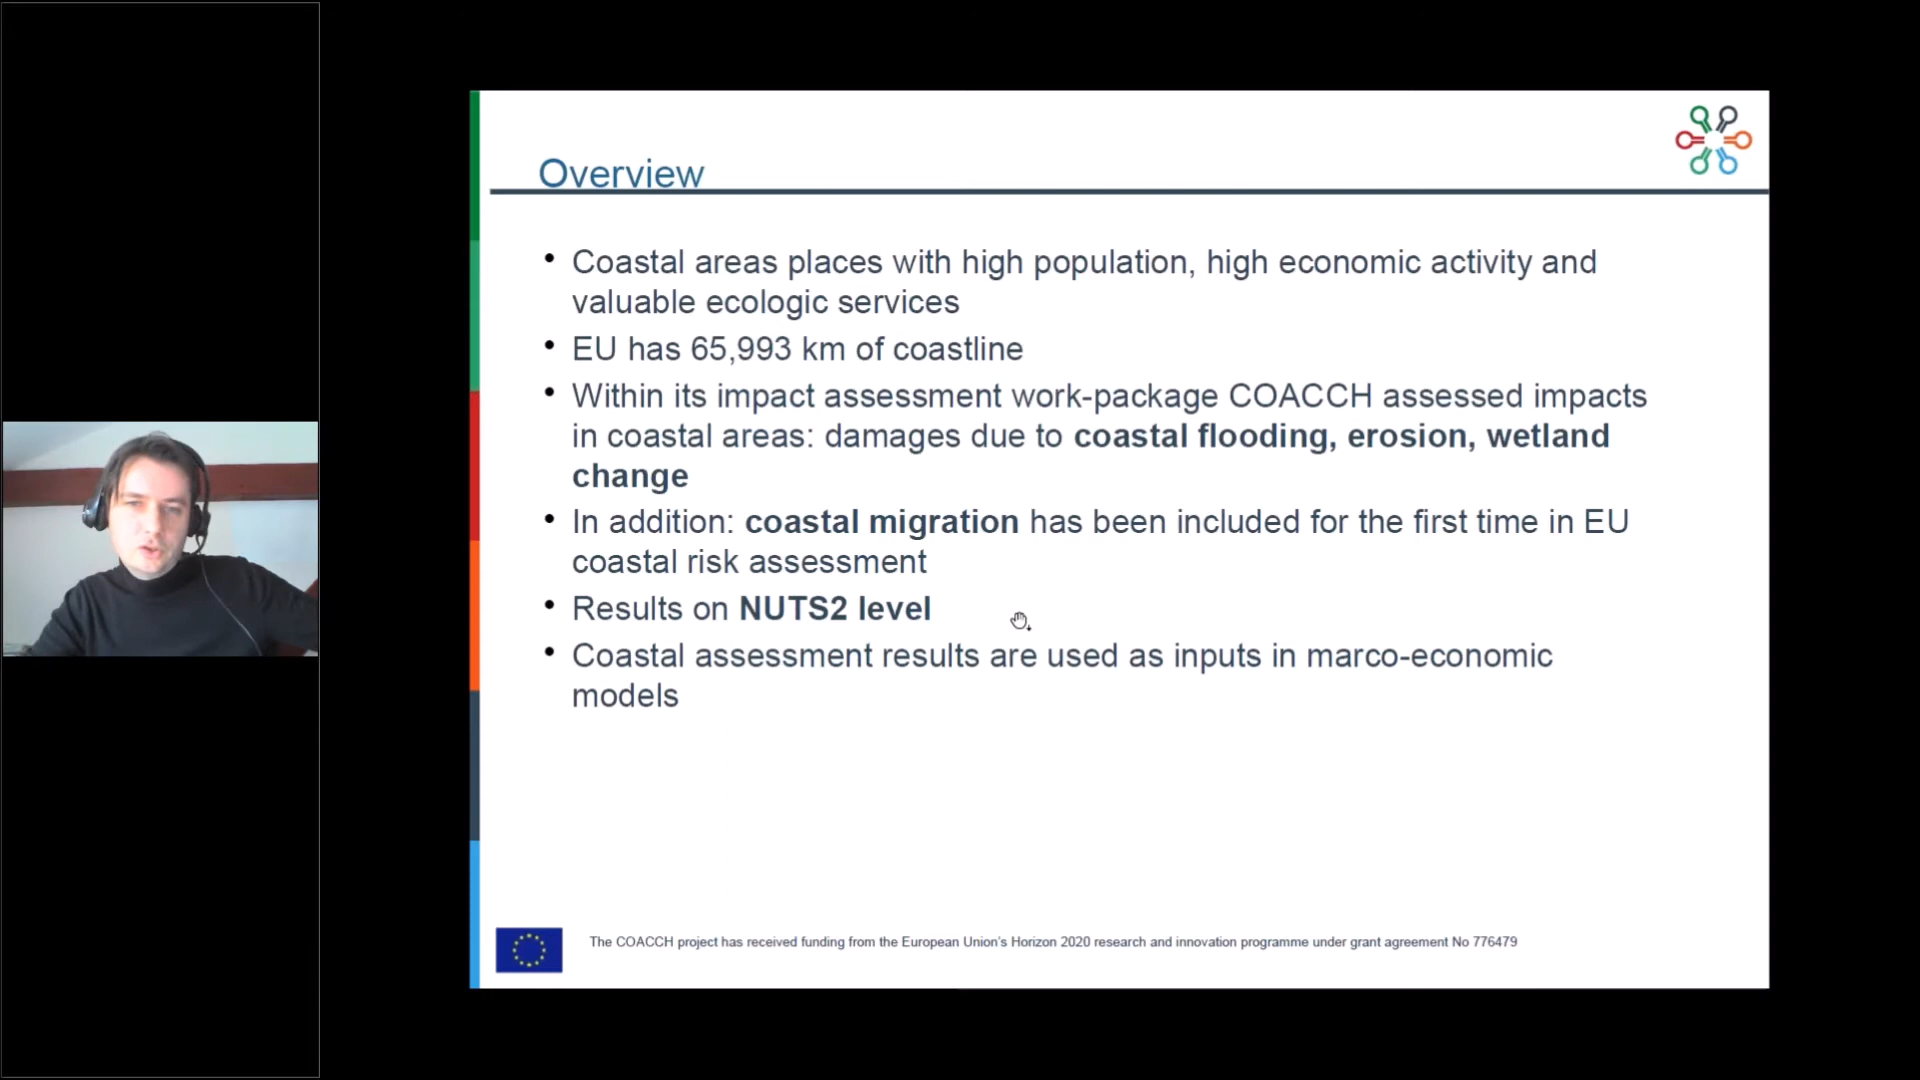 Overview
• Coastal areas places with high population, high economic activity and
valuable ecologic services
• EU has 65,993 km of coastline
• Within its impact assessment work-package COACCH assessed impacts
in coastal areas: damages due to coastal flooding, erosion, wetland
change
• In addition: coastal migration has been included for the first time in EU
coastal risk assessment
• Results on NUTS2 level
• Coastal assessment results are used as inputs in marco-economic
models
The COACCH project has received funding from the European Union's Horizon 2020 research and innovation programme under grant agreement No 776479